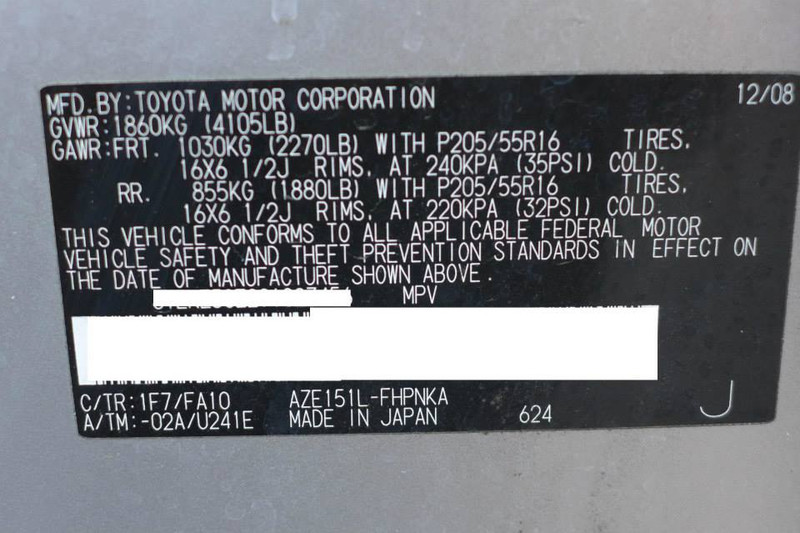 MFD.BY:TOYOTA MOTOR CORPORATION 12/08
GVWR:1860KG (4105LB)
GAWR:FRT. 1030KG (2270LB) WITH P205/55R16 TIRES,
16X6 1/2J RIMS, AT 240KPA (35PSI) COLD.
RR. 855KG (1880LB) WITH P205/55R16 TIRES,
16X6 1/2J RIMS, AT 220KPA (32PSI) COLD.
THIS VEHICLE CONFORMS TO ALL APPLICABLE FEDERAL MOTOR
VEHICLE SAFETY AND THEFT PREVENTION STANDARDS IN EFFECT ON
THE DATE OF MANUFACTURE SHOWN ABOVE.
MPV
C/TR:1F7/FA10 AZE151L-FHPNKA
A/TM:-02A/U241E MADE IN JAPAN 624 J